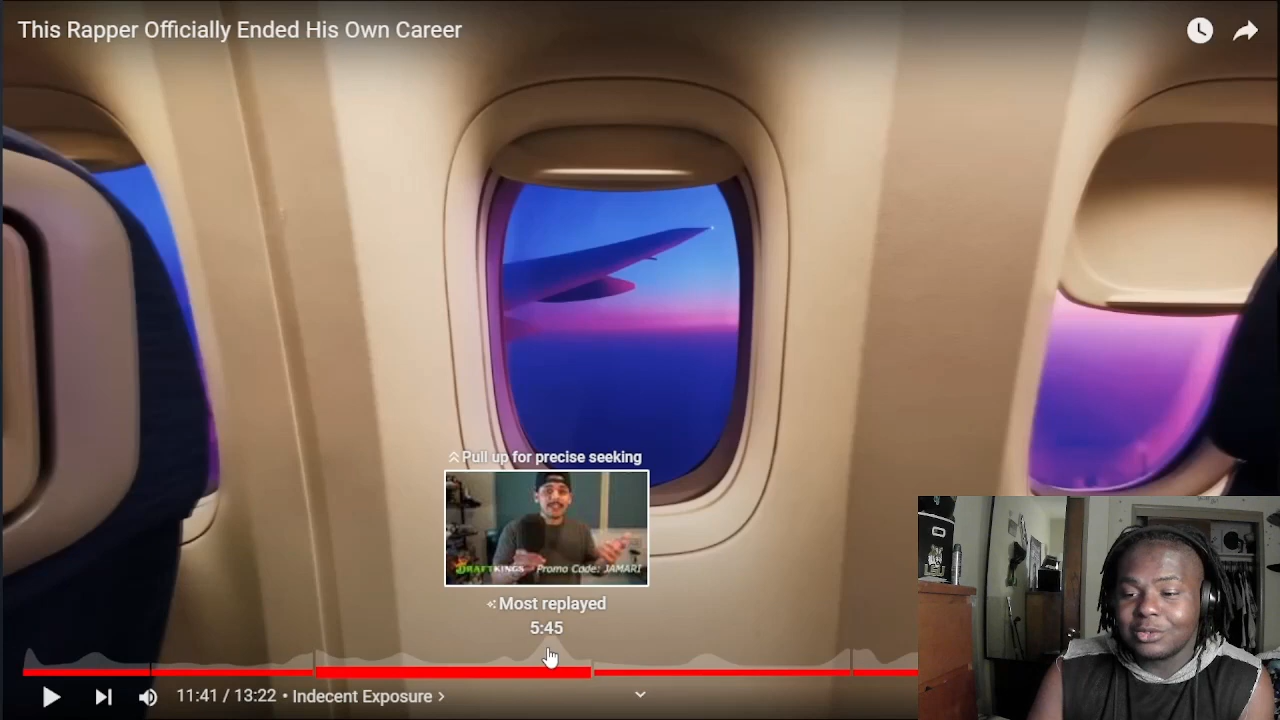 This Rapper Officially Ended His Own Career
Pull up for precise seeking
DRAFTKINGS Promo Code: JAMARI
Most replayed
5:45
11:41 / 13:22 • Indecent Exposure